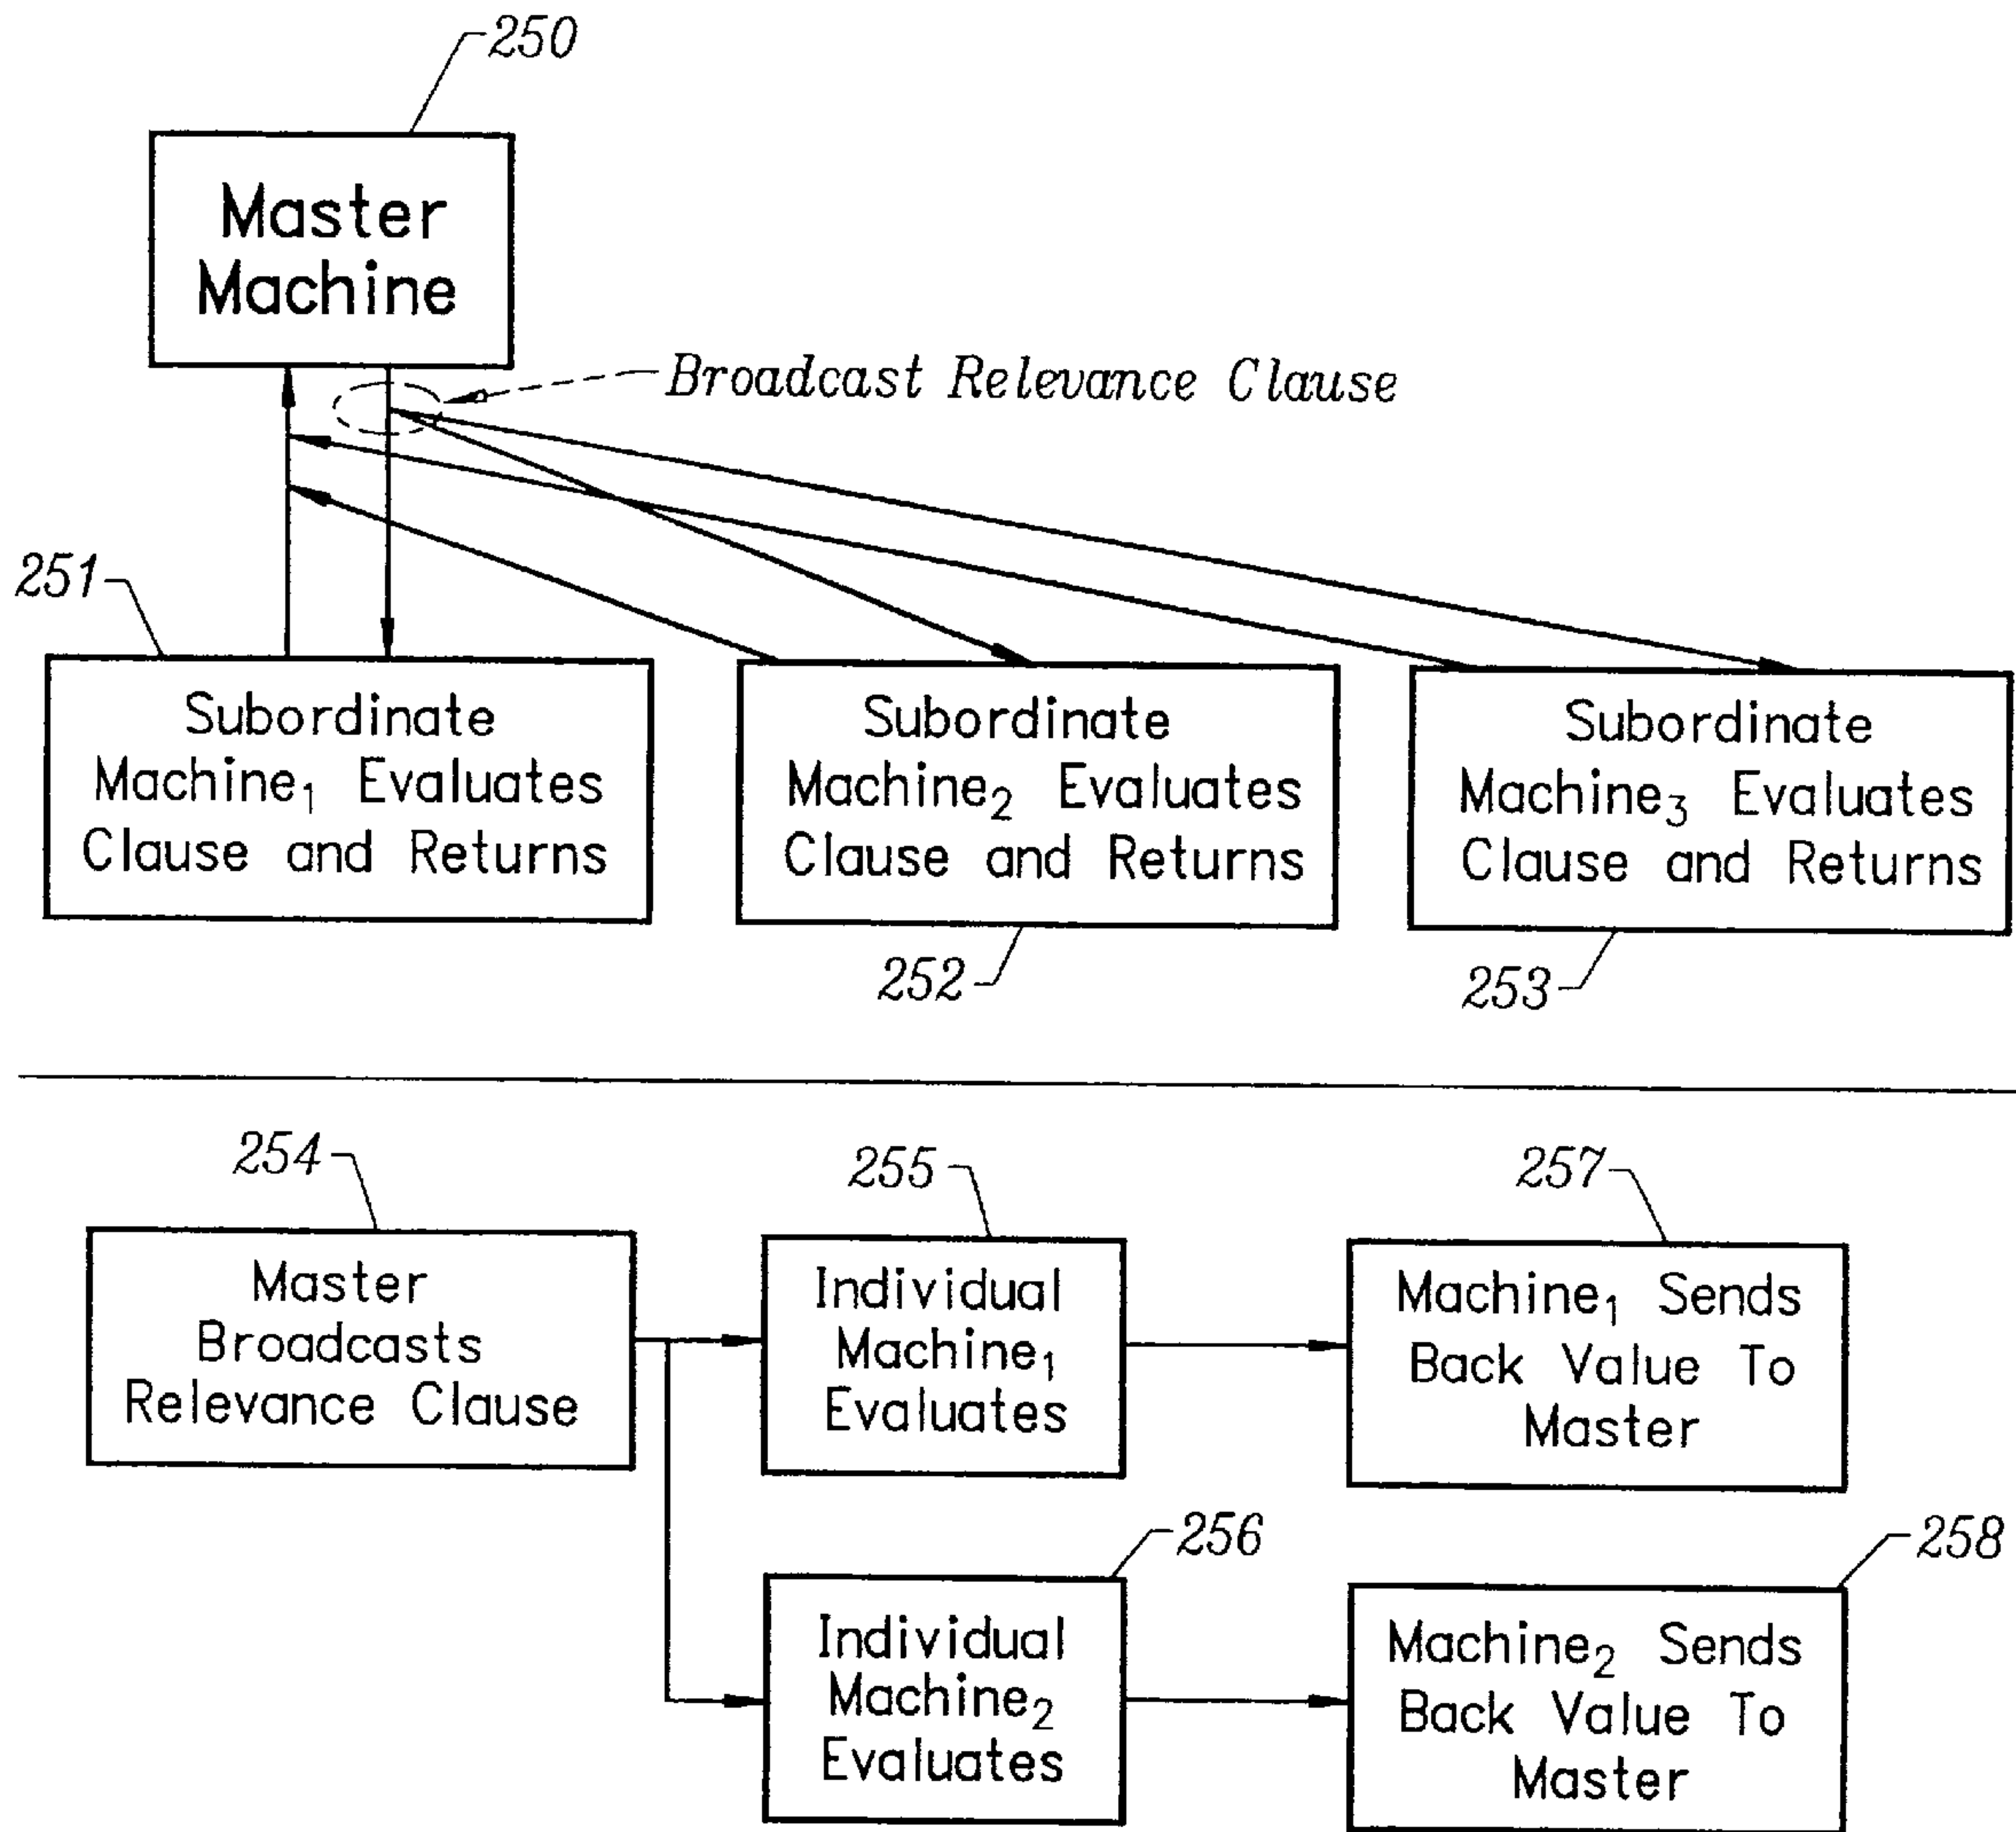 250
Master
Machine
Broadcast Relevance Clause
251
Subordinate
Machine₁ Evaluates
Clause and Returns
Subordinate
Machine₂ Evaluates
Clause and Returns
252
Subordinate
Machine₃ Evaluates
Clause and Returns
253
254
Master
Broadcasts
Relevance Clause
255
Individual
Machine₁
Evaluates
257
Machine₁ Sends
Back Value To
Master
256
Individual
Machine₂
Evaluates
258
Machine₂ Sends
Back Value To
Master